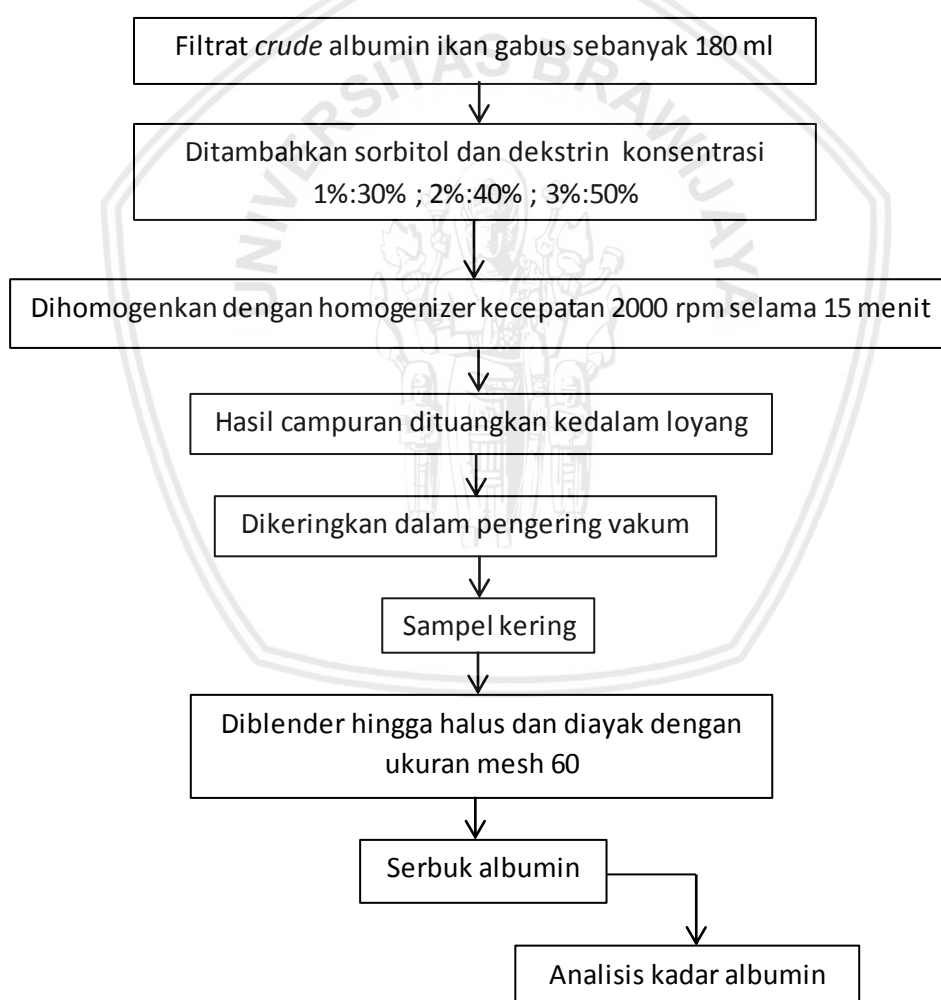 UNIVERSITAS BRAWIJAYA
Filtrat crude albumin ikan gabus sebanyak 180 ml
Ditambahkan sorbitol dan dekstrin konsentrasi
1%:30% ; 2%:40% ; 3%:50%
Dihomogenkan dengan homogenizer kecepatan 2000 rpm selama 15 menit
Hasil campuran dituangkan kedalam loyang
Dikeringkan dalam pengering vakum
Sampel kering
Diblender hingga halus dan diayak dengan
ukuran mesh 60
Serbuk albumin
Analisis kadar albumin